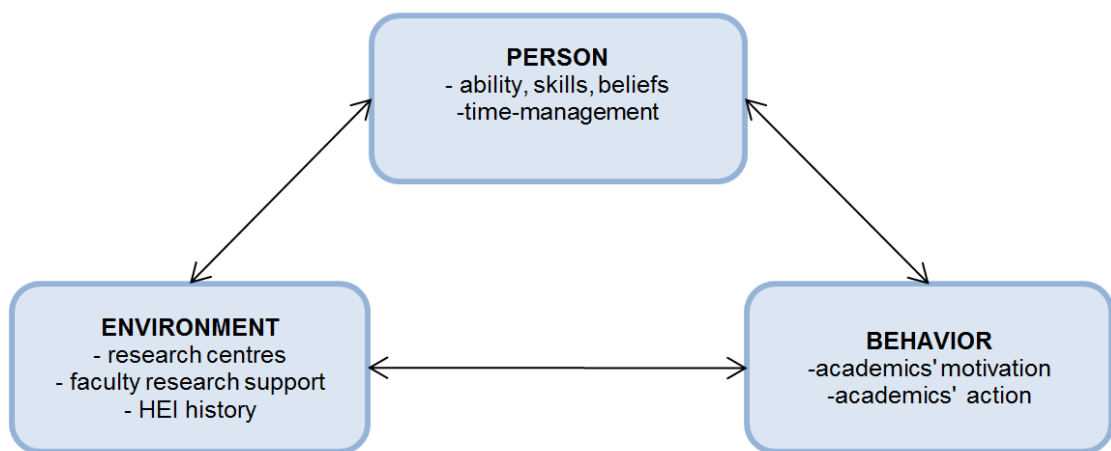 PERSON
- ability, skills, beliefs
-time-management
ENVIRONMENT
- research centres
- faculty research support
- HEI history
BEHAVIOR
-academics' motivation
-academics' action